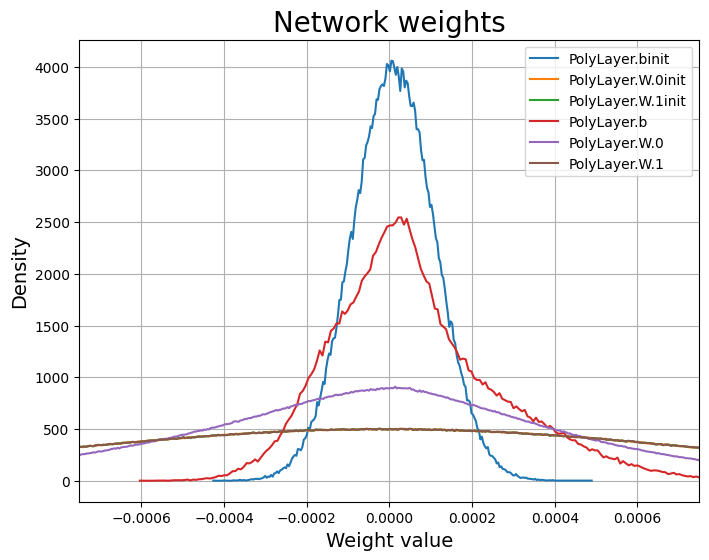 Network weights
4000
3500
3000
2500
2000
1500
1000
500
0
Density
PolyLayer.binit
PolyLayer.W.0init
PolyLayer.W.1init
PolyLayer.b
PolyLayer.W.0
PolyLayer.W.1
−0.0006 −0.0004 −0.0002 0.0000 0.0002 0.0004 0.0006
Weight value